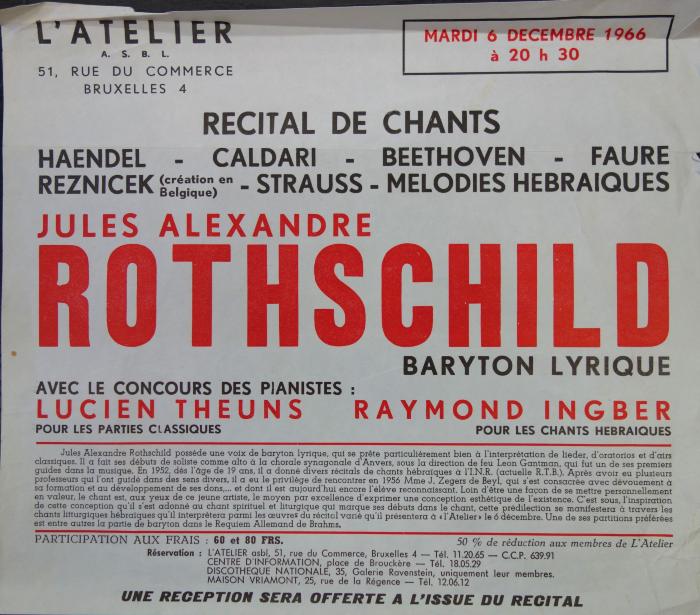 L'ATELIER
A. S. B. L.
51, RUE DU COMMERCE
BRUXELLES 4
MARDI 6 DECEMBRE 1966
à 20 h 30
RECITAL DE CHANTS
HAENDEL - CALDARI - BEETHOVEN - FAURE
REZNICEK (création en Belgique) - STRAUSS - MELODIES HEBRAIQUES
JULES ALEXANDRE
ROTHSCHILD
BARYTON LYRIQUE
AVEC LE CONCOURS DES PIANISTES :
LUCIEN THEUNS RAYMOND INGBER
POUR LES PARTIES CLASSIQUES POUR LES CHANTS HEBRAIQUES
Jules Alexandre Rothschild possède une voix de baryton lyrique, qui se prête particulièrement bien à l'interprétation de lieder, d'oratorios et d'airs
classiques. Il a fait ses débuts de soliste comme alto à la chorale synagonale d'Anvers, sous la direction de feu Leon Gantman, qui fut un de ses premiers
guides dans la musique. En 1952, dès l'âge de 19 ans, il a donné divers récitals de chants hébraïques à l'I.N.R. (actuelle R.T.B.). Après avoir eu plusieurs
professeurs qui l'ont guidé dans des sens divers, il a eu le privilège de rencontrer en 1956 Mme J. Zegers de Beyl, qui s'est consacrée avec dévouement à
sa formation et au développement de ses dons,... et dont il est aujourd'hui encore l'élève reconnaissant. Loin d'être une façon de se mettre personnellement
en valeur, le chant est, aux yeux de ce jeune artiste, le moyen par excellence d'exprimer une conception esthétique de l'existence. C'est sous, l'inspiration
de cette conception qu'il s'est adonné au chant spirituel et liturgique qui marque ses débuts dans le chant, cette prédilection se manifestera à travers les
chants liturgiques hébraïques qu'il interprétera parmi les œuvres du récital varié qu'il présentera à «l'Atelier» le 6 décembre. Une de ses partitions préférées
est entre autres la partie de baryton dans le Requiem Allemand de Brahms.
PARTICIPATION AUX FRAIS : 60 et 80 FRS. 50 % de réduction aux membres de L'Atelier
Réservation : L'ATELIER asbl, 51, rue du Commerce, Bruxelles 4 — Tél. 11.20.65 — C.C.P. 639.91
CENTRE D'INFORMATION, place de Brouckère — Tél. 18.05.29
DISCOTHEQUE NATIONALE, 35, Galerie Ravenstein, uniquement leur membres.
MAISON VRIAMONT, 25, rue de la Régence — Tél. 12.06.12
UNE RECEPTION SERA OFFERTE A L'ISSUE DU RECITAL